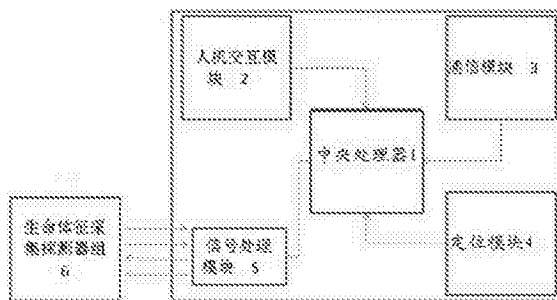 人机交互模
块 2
通信模块 3
中央处理器1
生命体征采
集探测器组
6
信号处理
模块 5
定位模块4